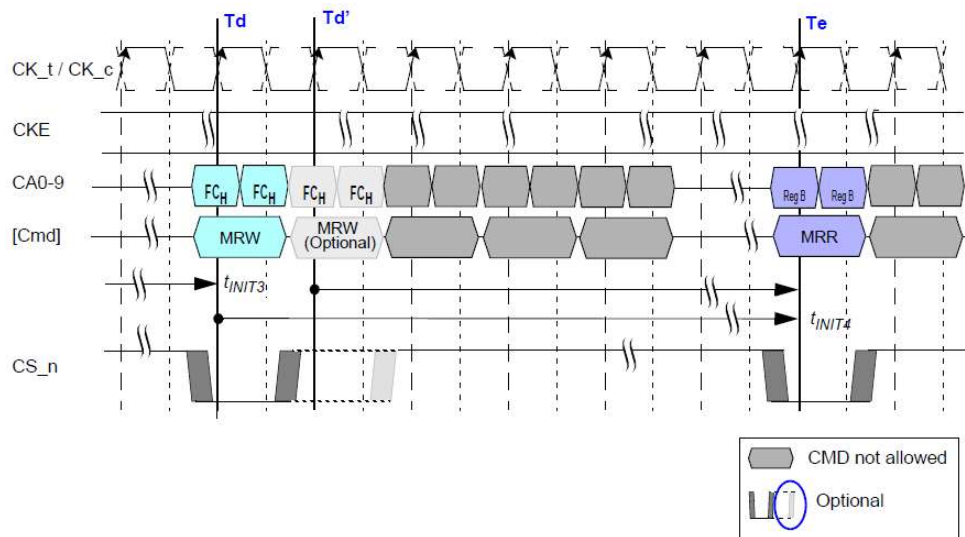 Td Td' Te
CK_t / CK_c
CKE
CA0-9 FCH FCH FCH FCH Reg B Reg B
[Cmd] MRW MRW (Optional) MRR
tINIT3
tINIT4
CS_n
CMD not allowed
Optional